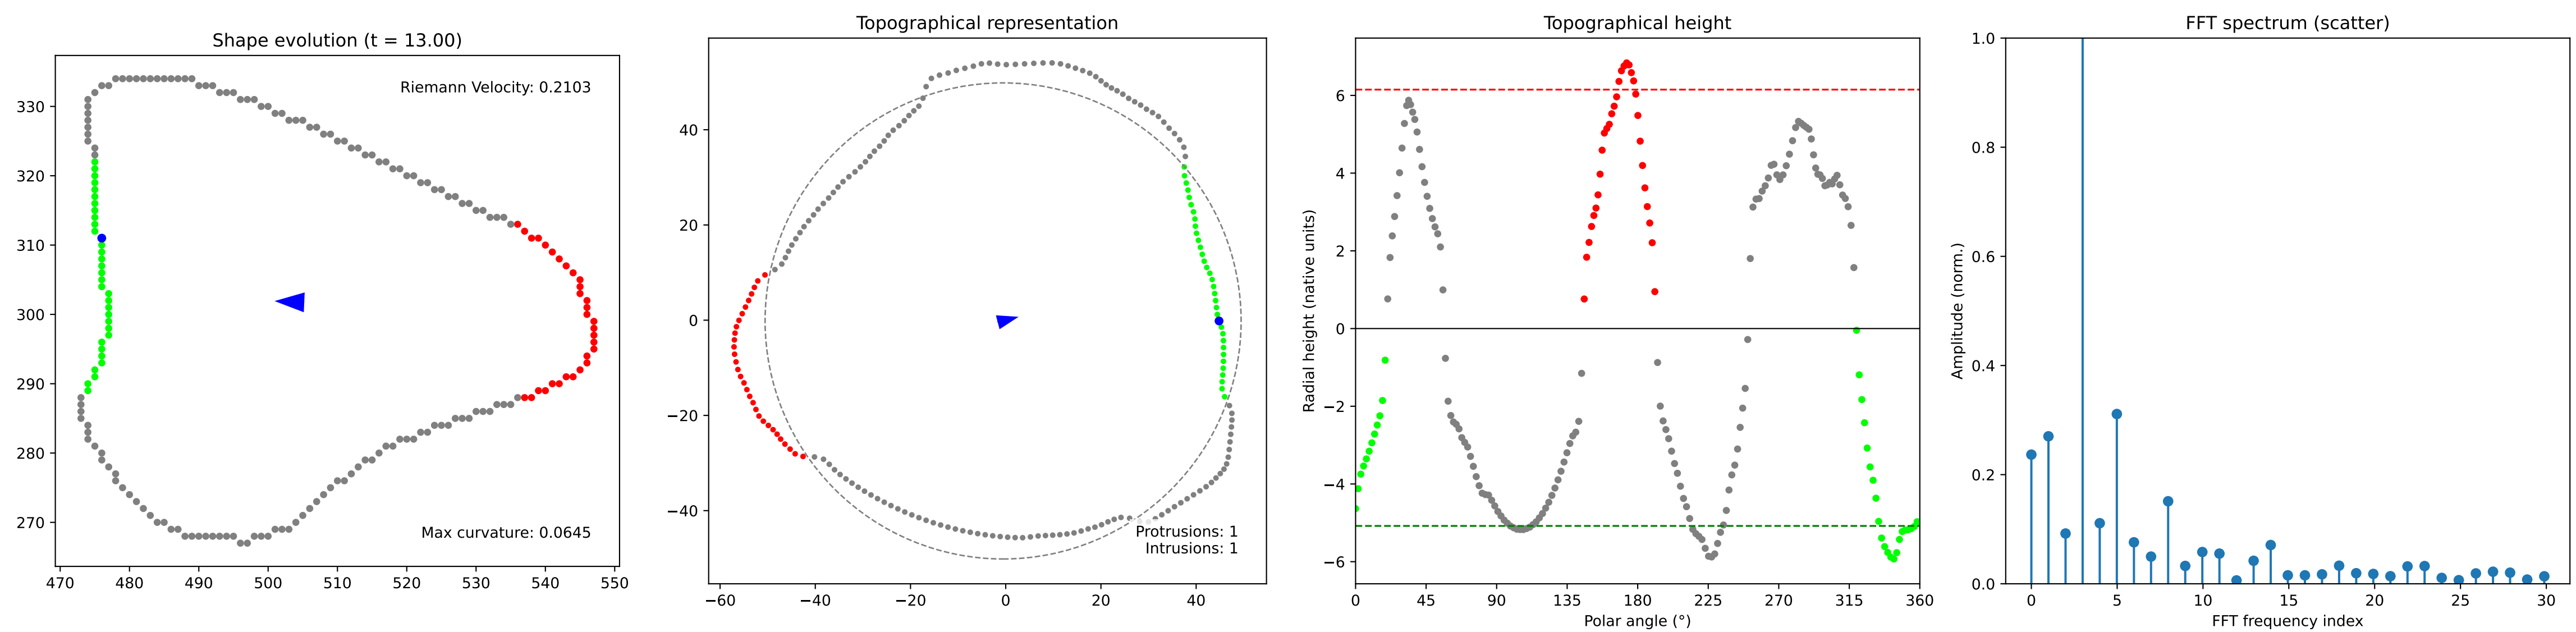 Shape evolution (t = 13.00)
Riemann Velocity: 0.2103
Max curvature: 0.0645
330
320
310
300
290
280
270
470 480 490 500 510 520 530 540 550
Topographical representation
40
20
0
−20
−40
−60 −40 −20 0 20 40
Protrusions: 1
Intrusions: 1
Topographical height
Radial height (native units)
6
4
2
0
−2
−4
−6
0 45 90 135 180 225 270 315 360
Polar angle (°)
FFT spectrum (scatter)
Amplitude (norm.)
1.0
0.8
0.6
0.4
0.2
0.0
0 5 10 15 20 25 30
FFT frequency index